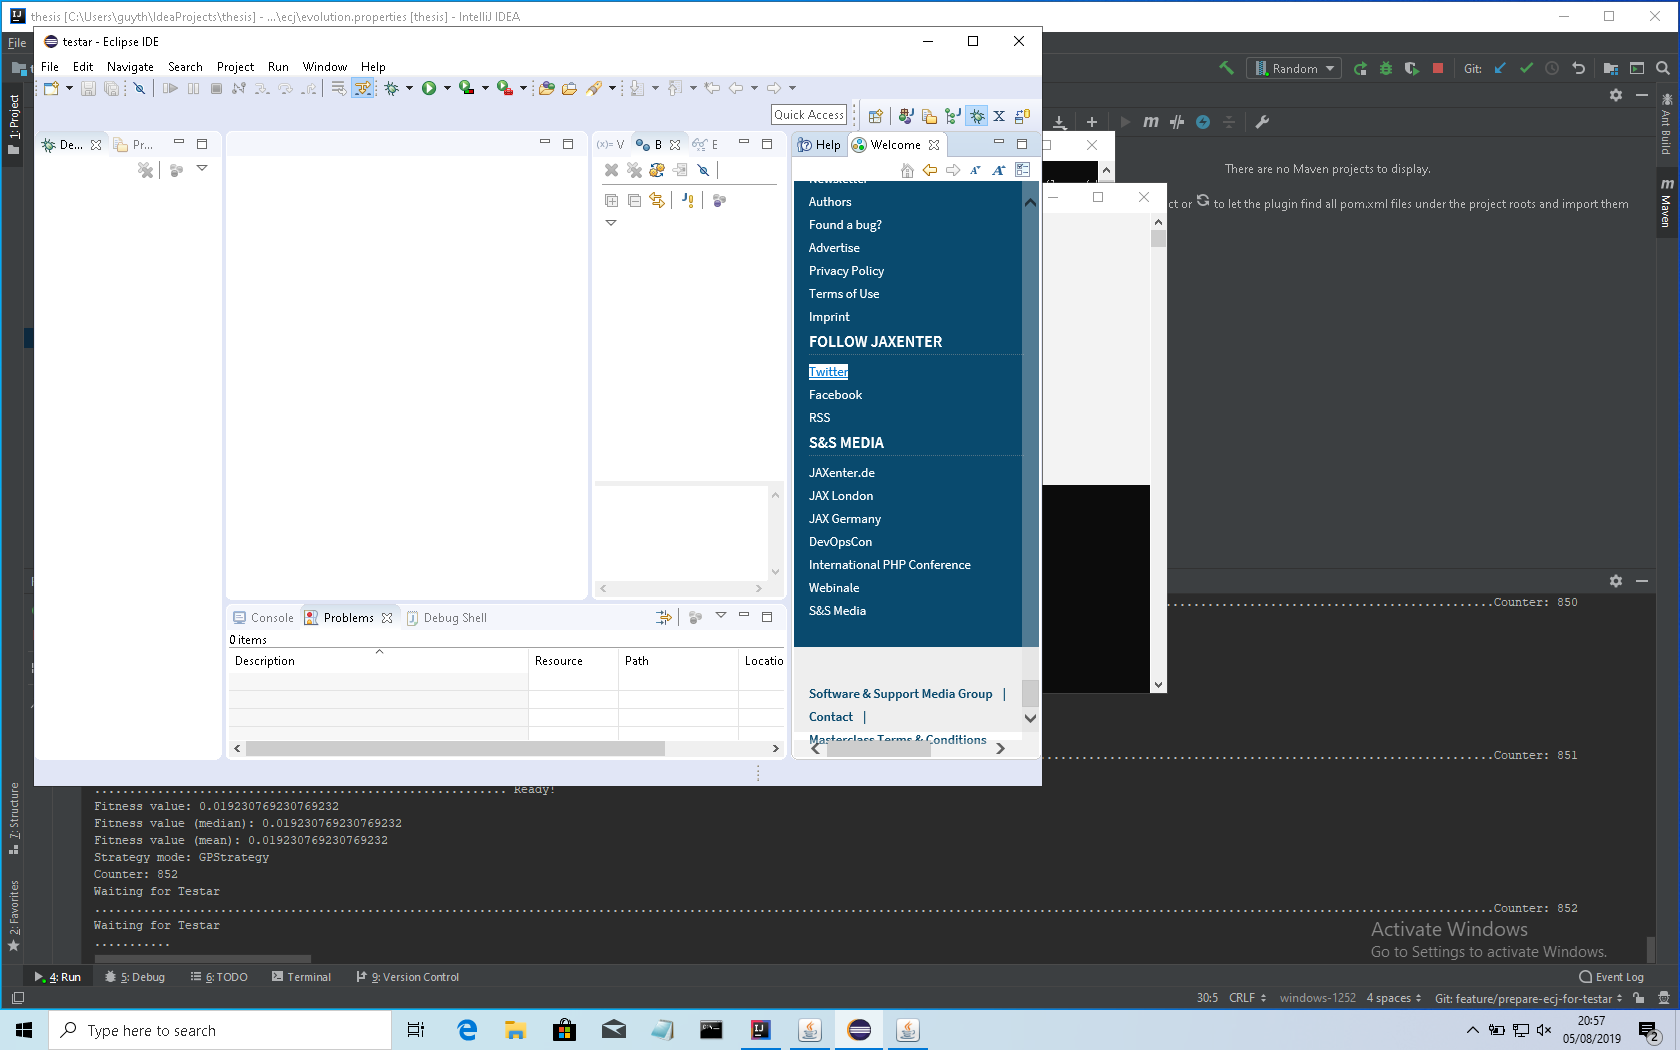 thesis [C:\Users\guyth\IdeaProjects\thesis] - ...\ecj\evolution.properties [thesis] - IntelliJ IDEA
File
testar - Eclipse IDE
File Edit Navigate Search Project Run Window Help
Random
Git:
Quick Access
1: Project
Ant Build
Maven
De...
Pr...
(x)= V
B
E
Help
Welcome
There are no Maven projects to display.
ct or to let the plugin find all pom.xml files under the project roots and import them
Newsletter
Authors
Found a bug?
Advertise
Privacy Policy
Terms of Use
Imprint
FOLLOW JAXENTER
Twitter
Facebook
RSS
S&S MEDIA
JAXenter.de
JAX London
JAX Germany
DevOpsCon
International PHP Conference
Webinale
S&S Media
Software & Support Media Group |
Contact |
Masterclass Terms & Conditions
Console
Problems
Debug Shell
0 items
Description Resource Path Locatio
Counter: 850
Counter: 851
Ready!
Fitness value: 0.019230769230769232
Fitness value (median): 0.019230769230769232
Fitness value (mean): 0.019230769230769232
Strategy mode: GPStrategy
Counter: 852
Waiting for Testar
Counter: 852
Waiting for Testar
...........
7: Structure
2: Favorites
Activate Windows
Go to Settings to activate Windows.
4: Run 5: Debug 6: TODO Terminal 9: Version Control
Event Log
30:5 CRLF windows-1252 4 spaces Git: feature/prepare-ecj-for-testar
Type here to search
20:57
05/08/2019
2